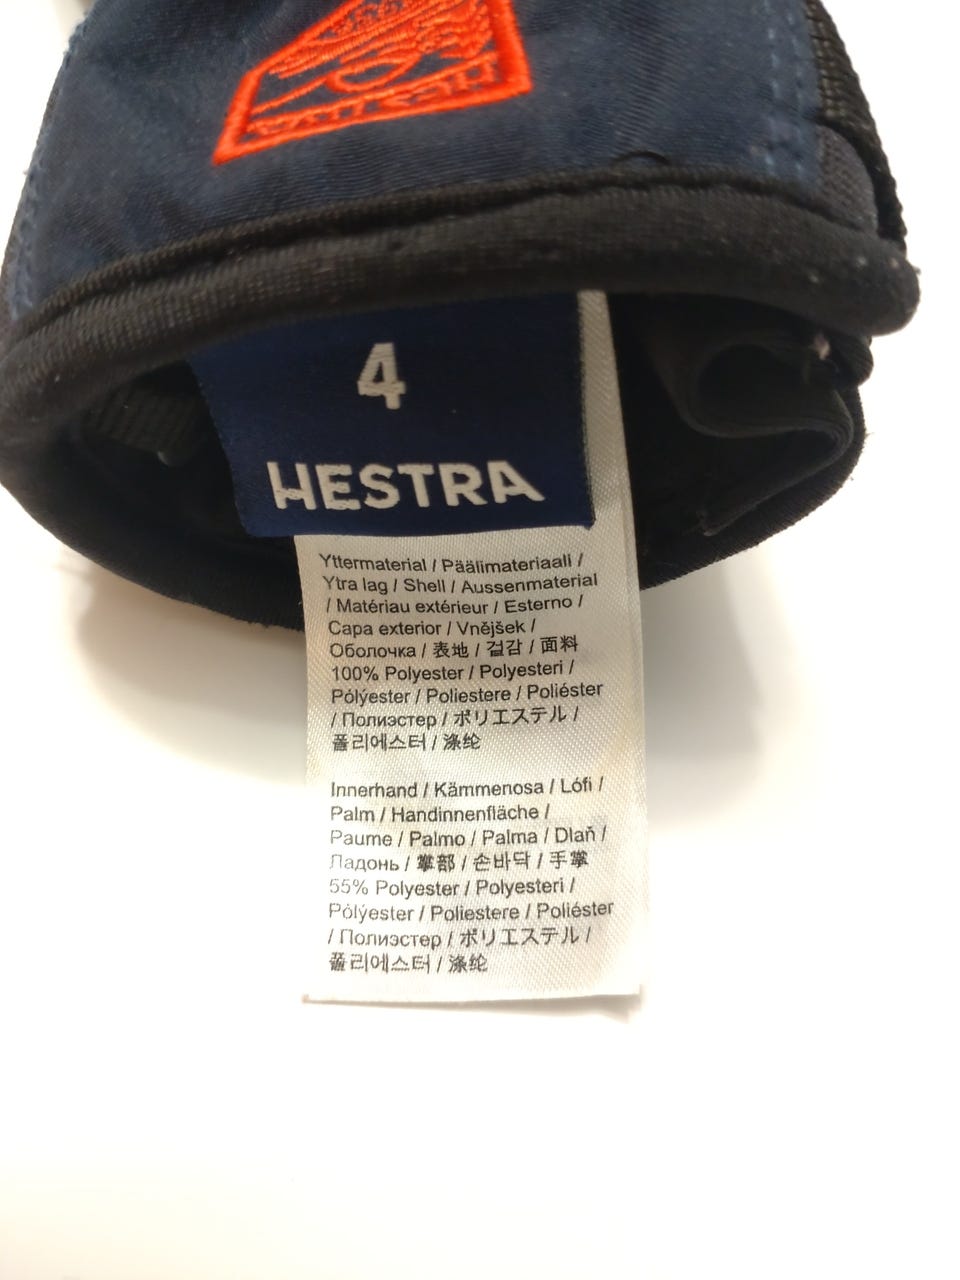 HESTRA
4
HESTRA
Yttermaterial / Päälimateriaali /
Ytra lag / Shell / Aussenmaterial
/ Matériau extérieur / Esterno /
Capa exterior / Vnějšek /
Оболочка / 表地 / 겉감 / 面料
100% Polyester / Polyesteri /
Pólýester / Poliestere / Poliéster
/ Полиэстер / ポリエステル /
폴리에스터 / 涤纶
Innerhand / Kämmenosa / Lófi /
Palm / Handinnenfläche /
Paume / Palmo / Palma / Dlaň /
Ладонь / 掌部 / 손바닥 / 手掌
55% Polyester / Polyesteri /
Pólýester / Poliestere / Poliéster
/ Полиэстер / ポリエステル /
폴리에스터 / 涤纶